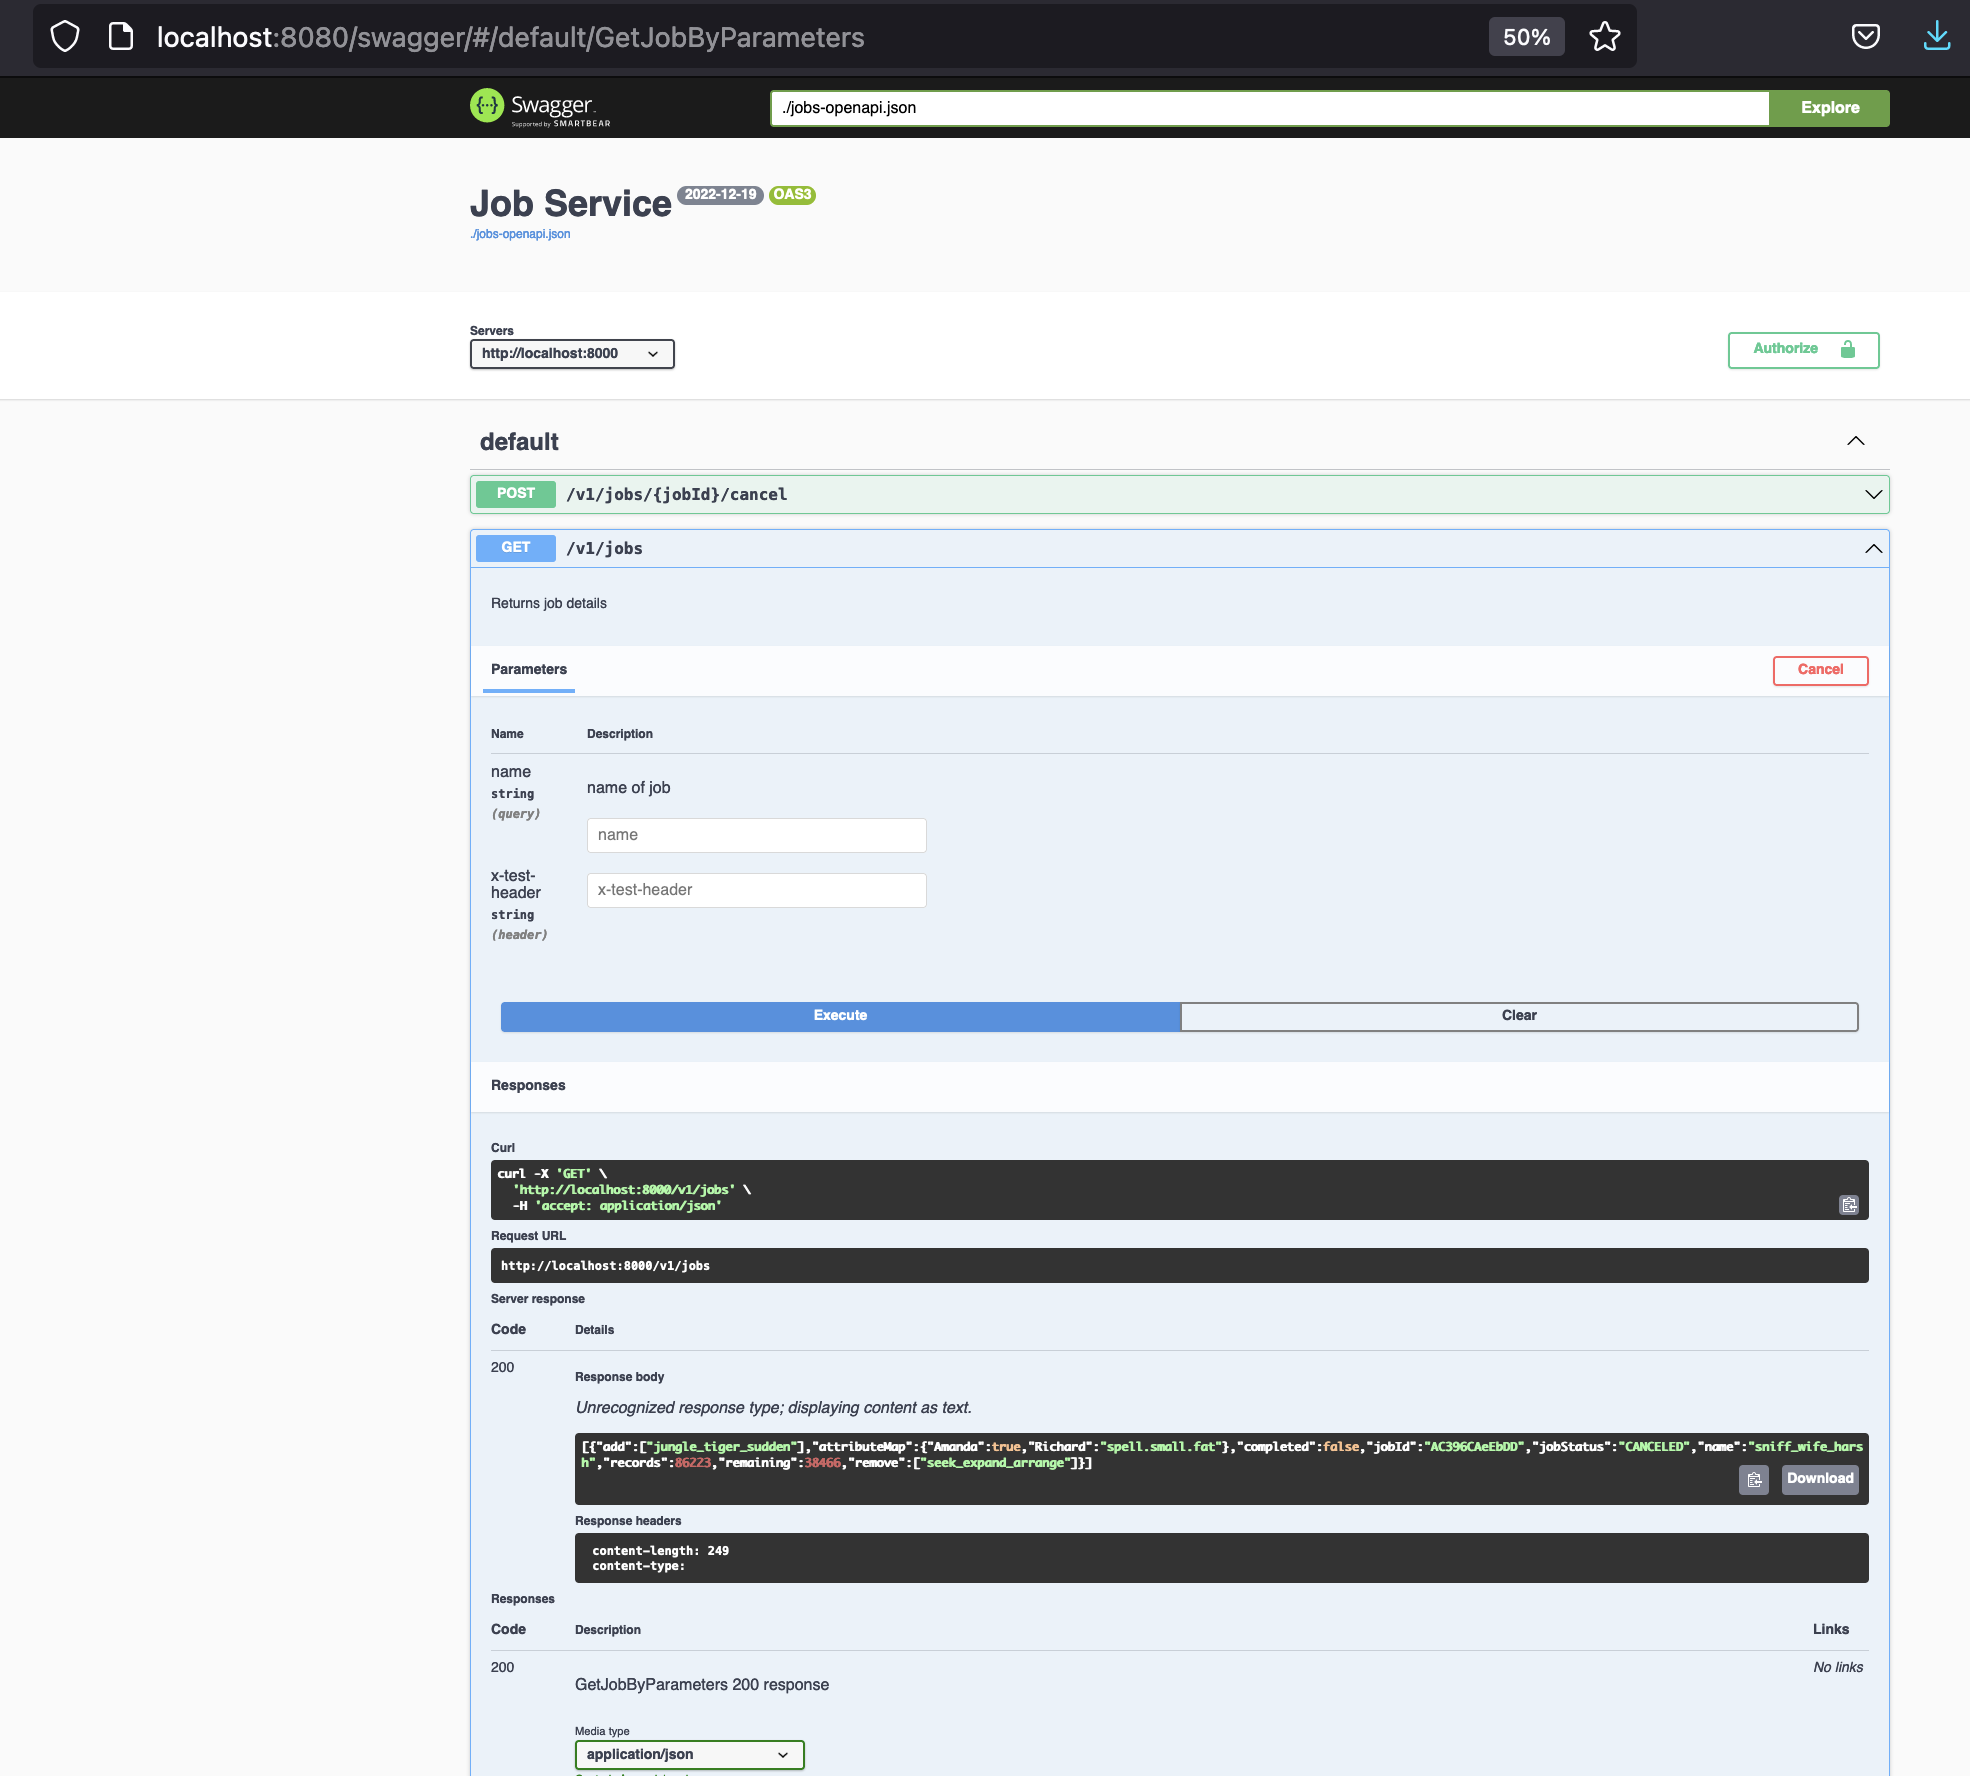 localhost:8080/swagger/#/default/GetJobByParameters
50%
Swagger.
Supported by SMARTBEAR
./jobs-openapi.json
Explore
Job Service 2022-12-19 OAS3
./jobs-openapi.json
Servers
http://localhost:8000
Authorize
default
POST /v1/jobs/{jobId}/cancel
GET /v1/jobs
Returns job details
Parameters
Cancel
Name Description
name
string
(query)
name of job
name
x-test-
header
string
(header)
x-test-header
Execute
Clear
Responses
Curl
curl -X 'GET' \
'http://localhost:8000/v1/jobs' \
-H 'accept: application/json'
Request URL
http://localhost:8000/v1/jobs
Server response
Code Details
200
Response body
Unrecognized response type; displaying content as text.
[{"add":["jungle_tiger_sudden"],"attributeMap":{"Amanda":true,"Richard":"spell.small.fat"},"completed":false,"jobId":"AC396CAeEbDD","jobStatus":"CANCELED","name":"sniff_wife_hars
h","records":86223,"remaining":38466,"remove":["seek_expand_arrange"]}]
Download
Response headers
content-length: 249
content-type:
Responses
Code Description Links
200
GetJobByParameters 200 response
No links
Media type
application/json